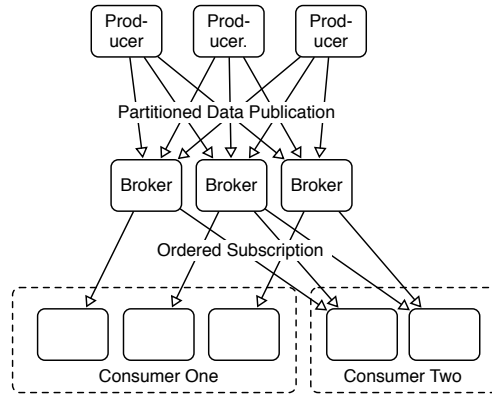 Prod-
ucer
Prod-
ucer.
Prod-
ucer
Partitioned Data Publication
Broker
Broker
Broker
Ordered Subscription
Consumer One
Consumer Two